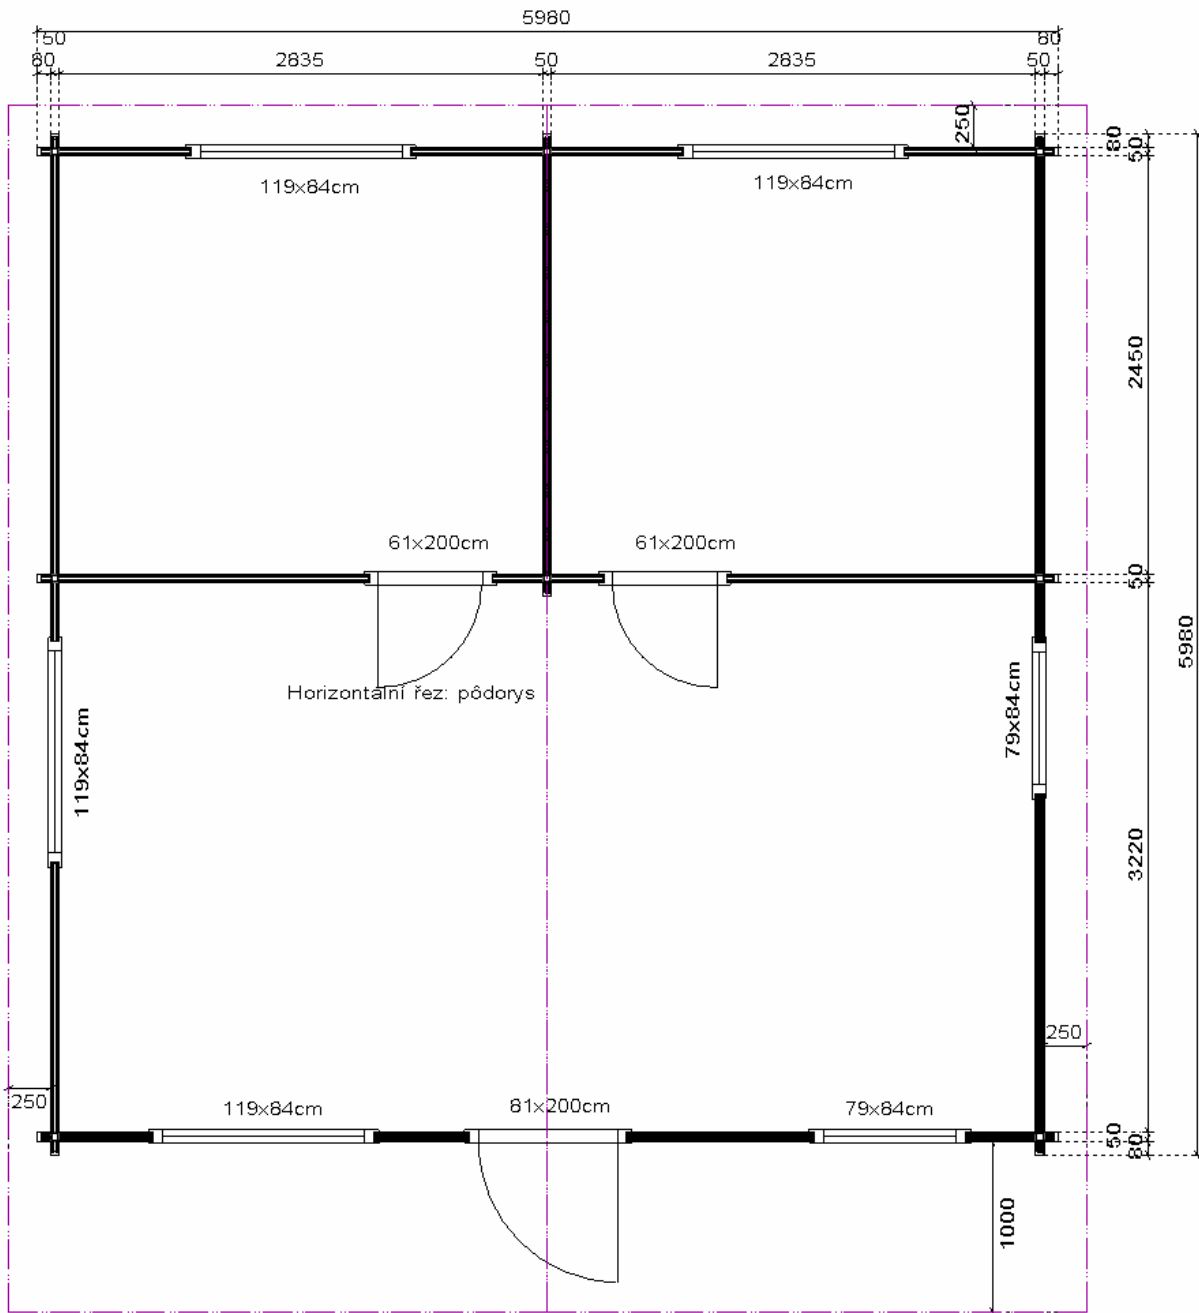 5980
50 80
80 2835 50 2835 50
250
80
50
119x84cm 119x84cm
2450
61x200cm 61x200cm
50
5980
Horizontální řez: pôdorys
79x84cm
119x84cm
3220
250
250
119x84cm 81x200cm 79x84cm
50
80
1000